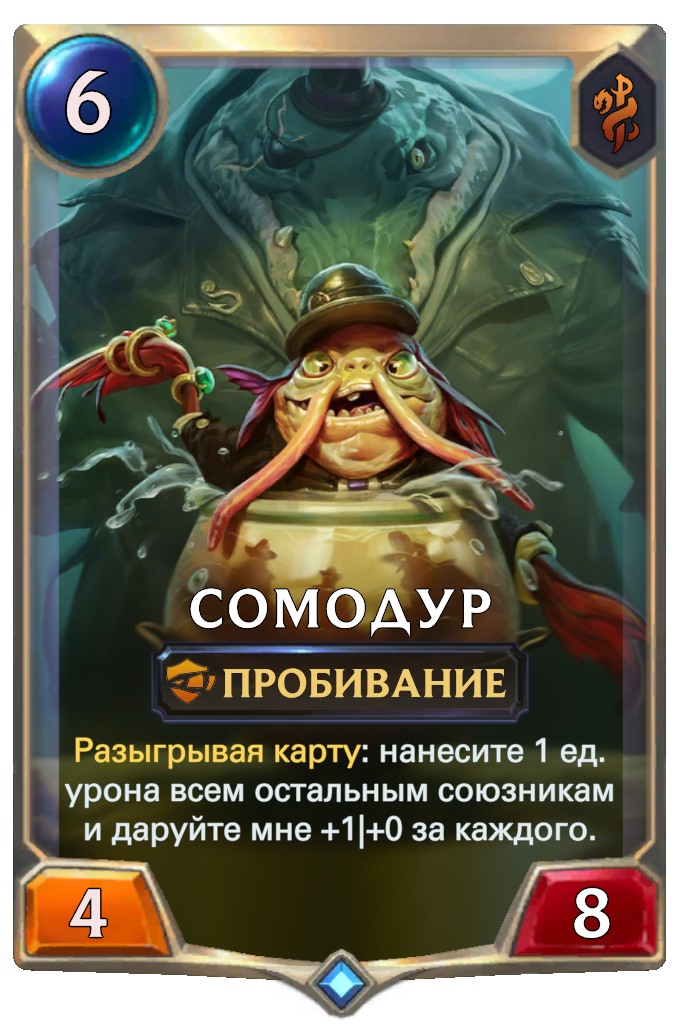 6
СОМОДУР
ПРОБИВАНИЕ
Разыгрывая карту: нанесите 1 ед.
урона всем остальным союзникам
и даруйте мне +1|+0 за каждого.
4
8